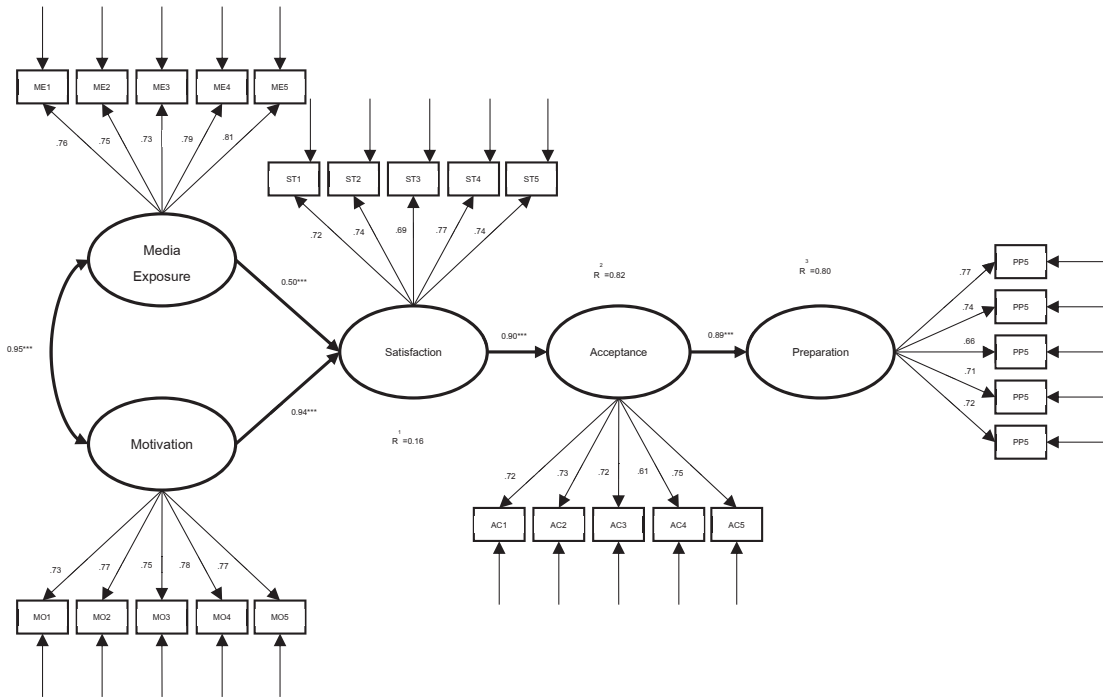 ME1
ME2
ME3
ME4
ME5
.76
.75
.73
.79
.81
ST1
ST2
ST3
ST4
ST5
.72
.74
.69
.77
.74
Media
Exposure
0.50***
0.95***
Satisfaction
0.90***
2
R =0.82
Acceptance
0.89***
3
R =0.80
Preparation
.77
.74
.66
.71
.72
PP5
PP5
PP5
PP5
PP5
0.94***
1
R =0.16
Motivation
.72
.73
.72
.61
.75
AC1
AC2
AC3
AC4
AC5
.73
.77
.75
.78
.77
MO1
MO2
MO3
MO4
MO5